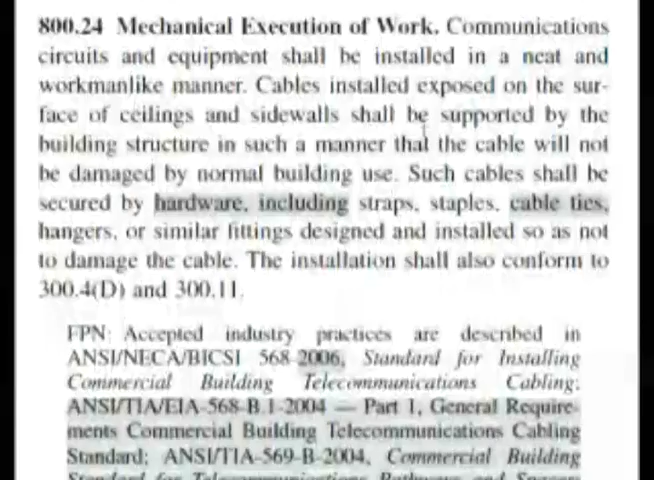 800.24 Mechanical Execution of Work. Communications
circuits and equipment shall be installed in a neat and
workmanlike manner. Cables installed exposed on the sur-
face of ceilings and sidewalls shall be supported by the
building structure in such a manner that the cable will not
be damaged by normal building use. Such cables shall be
secured by hardware, including straps, staples, cable ties,
hangers, or similar fittings designed and installed so as not
to damage the cable. The installation shall also conform to
300.4(D) and 300.11.
FPN: Accepted industry practices are described in
ANSI/NECA/BICSI 568-2006, Standard for Installing
Commercial Building Telecommunications Cabling;
ANSI/TIA/EIA-568-B.1-2004 — Part 1, General Require-
ments Commercial Building Telecommunications Cabling
Standard; ANSI/TIA-569-B-2004, Commercial Building
Standard for Telecommunications Pathways and Spaces